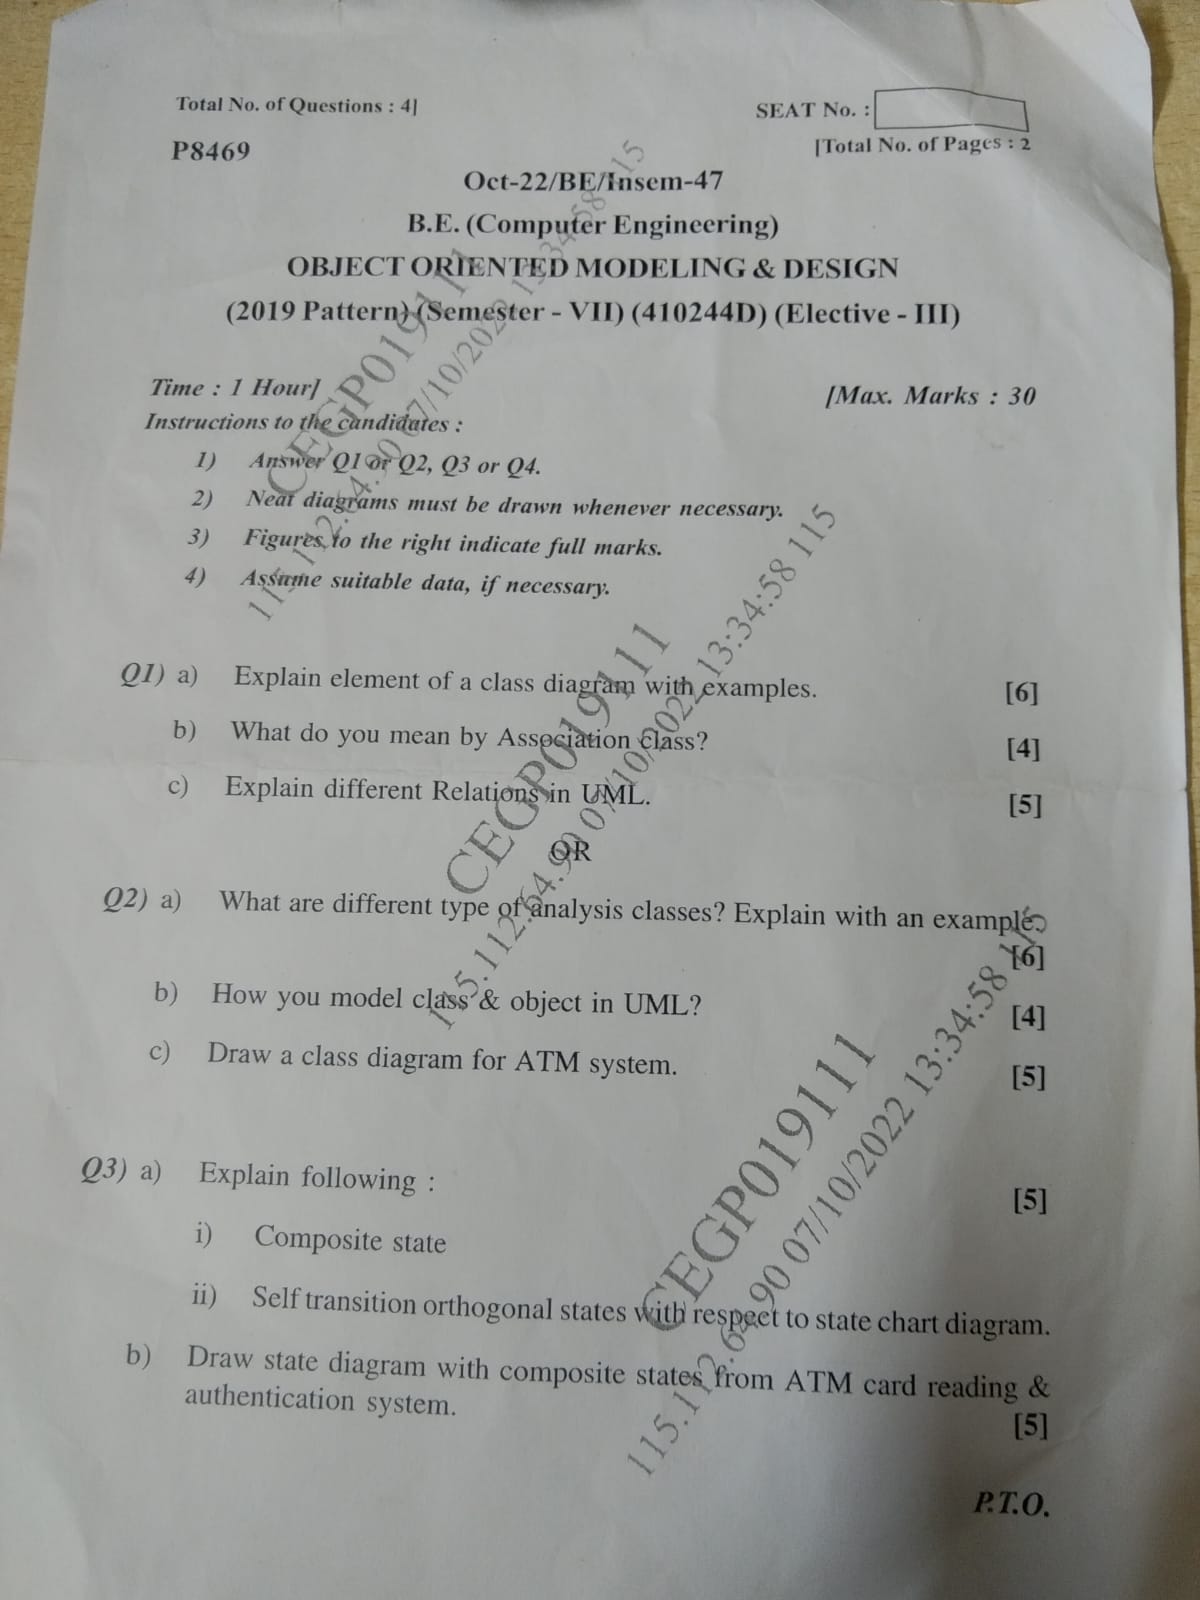 Total No. of Questions : 4]
SEAT No. :
P8469
[Total No. of Pages : 2
Oct-22/BE/Insem-47
B.E. (Computer Engineering)
OBJECT ORIENTED MODELING & DESIGN
(2019 Pattern) (Semester - VII) (410244D) (Elective - III)
Time : 1 Hour]
[Max. Marks : 30
Instructions to the candidates :
1) Answer Q1 or Q2, Q3 or Q4.
2) Neat diagrams must be drawn whenever necessary.
3) Figures to the right indicate full marks.
4) Assume suitable data, if necessary.
Q1) a) Explain element of a class diagram with examples. [6]
b) What do you mean by Association class? [4]
c) Explain different Relations in UML. [5]
OR
Q2) a) What are different type of analysis classes? Explain with an example.
[6]
b) How you model class & object in UML? [4]
c) Draw a class diagram for ATM system. [5]
Q3) a) Explain following : [5]
i) Composite state
ii) Self transition orthogonal states with respect to state chart diagram.
b) Draw state diagram with composite states from ATM card reading &
authentication system. [5]
P.T.O.
CEGP019111
115.112.64.90 07/10/2022 13:34:58 115
CEGP019111
115.112.64.90 07/10/2022 13:34:58 115
CEGP019111
115.112.64.90 07/10/2022 13:34:58 115